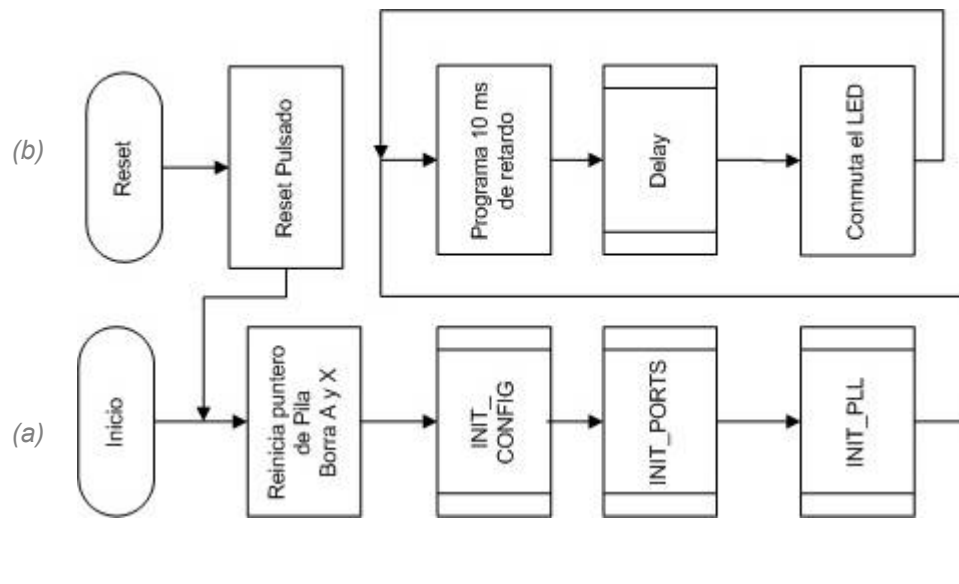 (b)
Reset
Reset Pulsado
Programa 10 ms
de retardo
Delay
Conmuta el LED
(a)
Inicio
Reinicia puntero
de Pila
Borra A y X
INIT_
CONFIG
INIT_PORTS
INIT_PLL